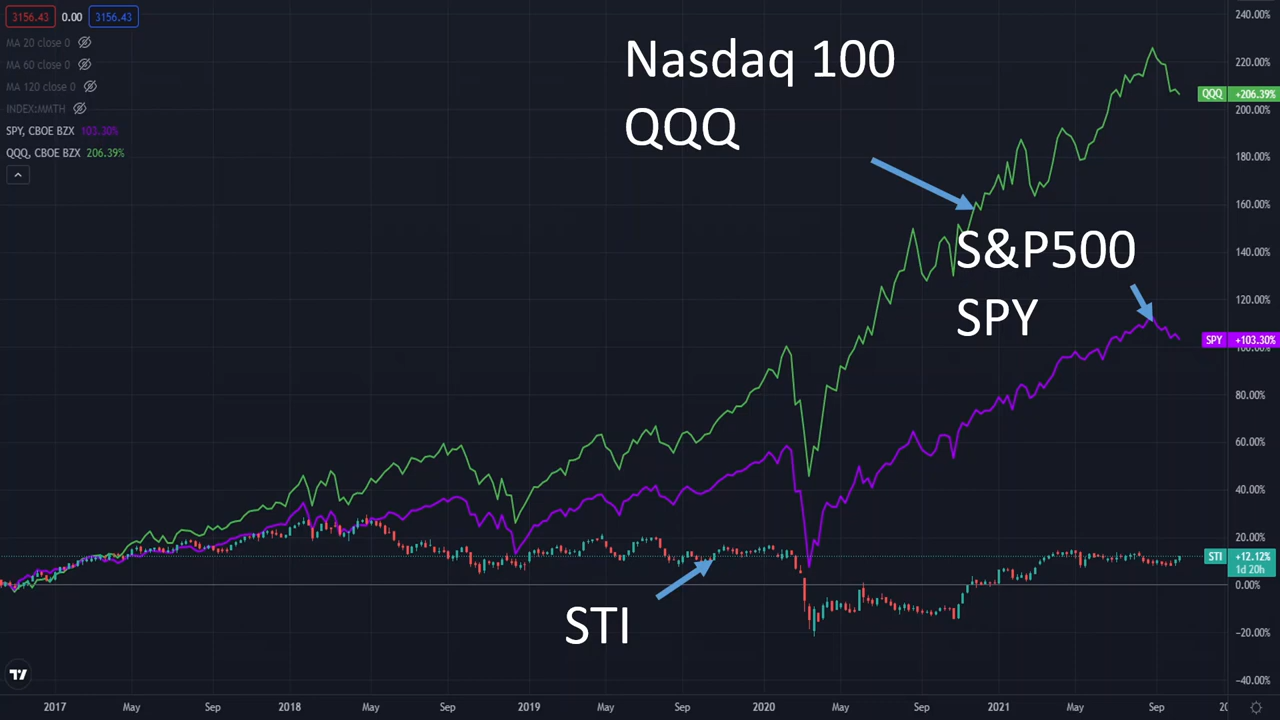 3156.43 0.00 3156.43
MA 20 close 0
MA 60 close 0
MA 120 close 0
INDEX:MMTH
SPY, CBOE BZX 103.30%
QQQ, CBOE BZX 206.39%
Nasdaq 100
QQQ
S&P500
SPY
STI
240.00%
220.00%
QQQ +206.39%
200.00%
180.00%
160.00%
140.00%
120.00%
SPY +103.30%
100.00%
80.00%
60.00%
40.00%
20.00%
STI +12.12%
1d 20h
0.00%
−20.00%
−40.00%
2017 May Sep 2018 May Sep 2019 May Sep 2020 May Sep 2021 May Sep